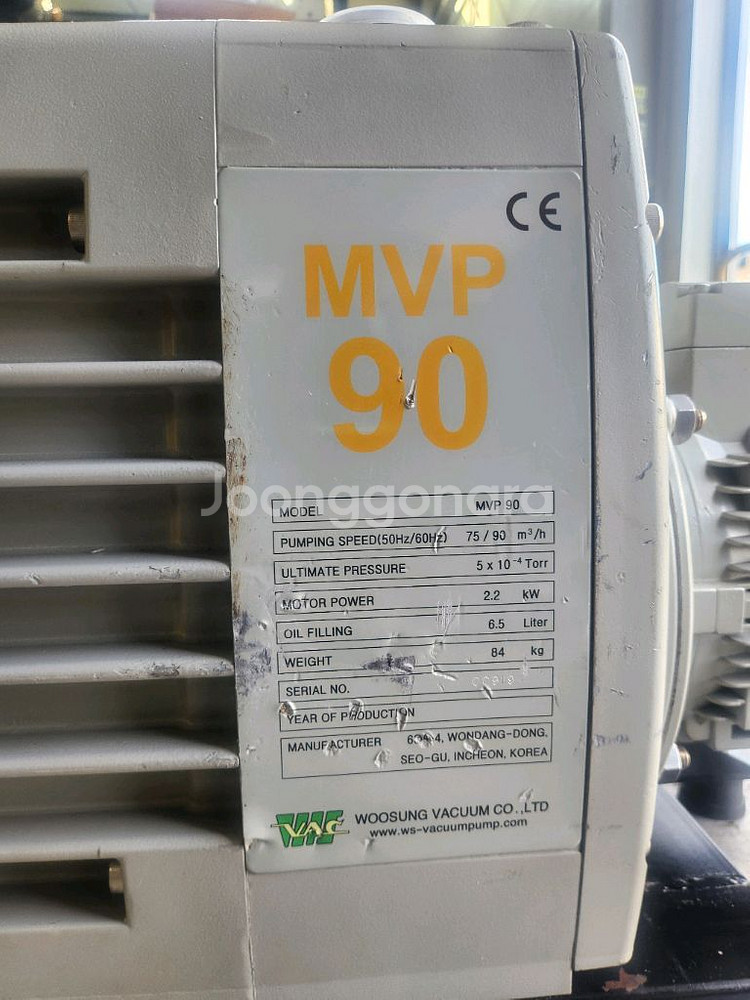 CE
MVP
90
Joonggonara
MODEL MVP 90
PUMPING SPEED(50Hz/60Hz) 75 / 90 m³/h
ULTIMATE PRESSURE 5 x 10⁻⁴ Torr
MOTOR POWER 2.2 kW
OIL FILLING 6.5 Liter
WEIGHT 84 kg
SERIAL NO.
YEAR OF PRODUCTION
MANUFACTURER WONDANG-DONG,
SEO-GU, INCHEON, KOREA
VAC WOOSUNG VACUUM CO.,LTD
www.ws-vacuumpump.com